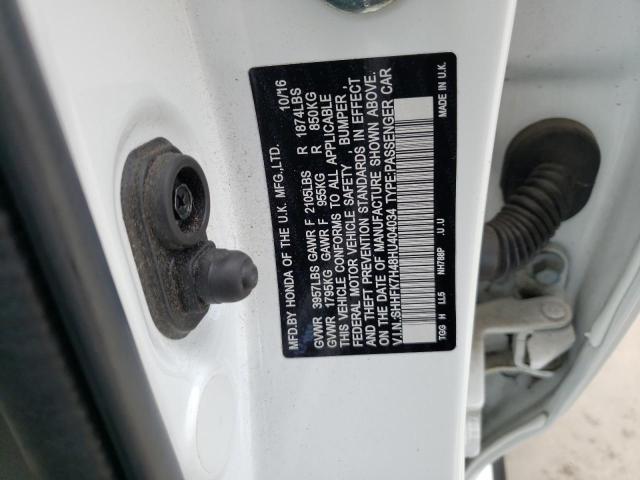 MFD.BY HONDA OF THE U.K. MFG.,LTD. 10/16
GVWR 3957LBS GAWR F 2105LBS R 1874LBS
GVWR 1795KG GAWR F 955KG R 850KG
THIS VEHICLE CONFORMS TO ALL APPLICABLE
FEDERAL MOTOR VEHICLE SAFETY, BUMPER,
AND THEFT PREVENTION STANDARDS IN EFFECT
ON THE DATE OF MANUFACTURE SHOWN ABOVE.
V.I.N.:SHHFK7H48HU404034 TYPE:PASSENGER CAR
TGG H LL5 NH788P .U.U MADE IN U.K.